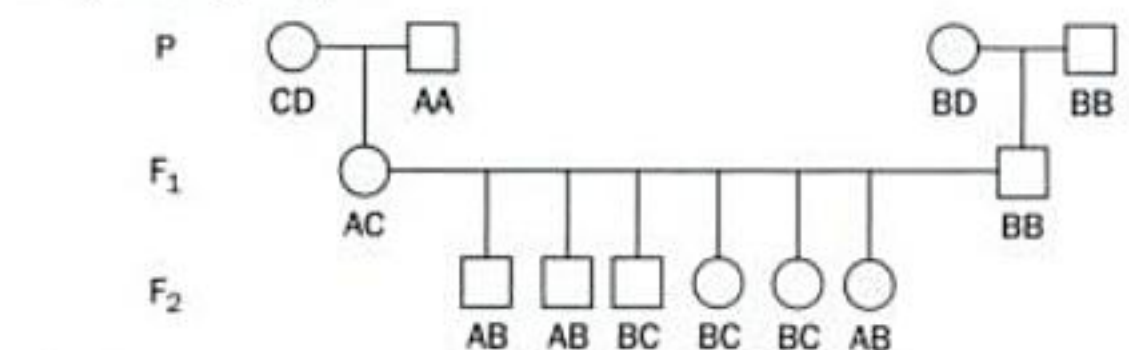 P
CD AA BD BB
F₁
AC BB
F₂
AB AB BC BC BC AB